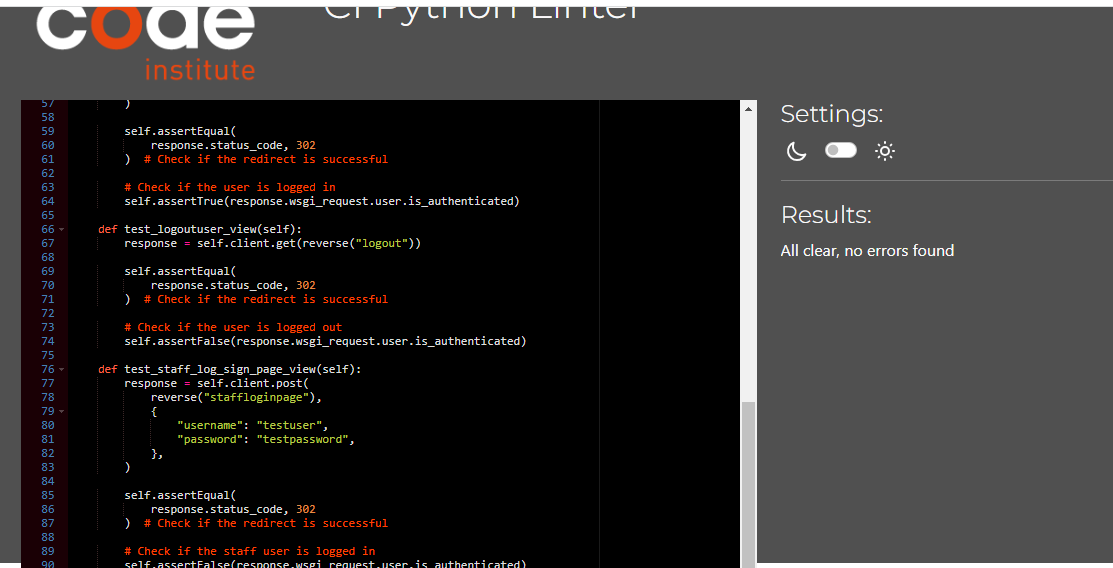 CI Python Linter
code
institute
57 )
58
59 self.assertEqual(
60 response.status_code, 302
61 ) # Check if the redirect is successful
62
63 # Check if the user is logged in
64 self.assertTrue(response.wsgi_request.user.is_authenticated)
65
66 def test_logoutuser_view(self):
67 response = self.client.get(reverse("logout"))
68
69 self.assertEqual(
70 response.status_code, 302
71 ) # Check if the redirect is successful
72
73 # Check if the user is logged out
74 self.assertFalse(response.wsgi_request.user.is_authenticated)
75
76 def test_staff_log_sign_page_view(self):
77 response = self.client.post(
78 reverse("staffloginpage"),
79 {
80 "username": "testuser",
81 "password": "testpassword",
82 },
83 )
84
85 self.assertEqual(
86 response.status_code, 302
87 ) # Check if the redirect is successful
88
89 # Check if the staff user is logged in
90 self.assertFalse(response.wsgi_request.user.is_authenticated)
Settings:
Results:
All clear, no errors found